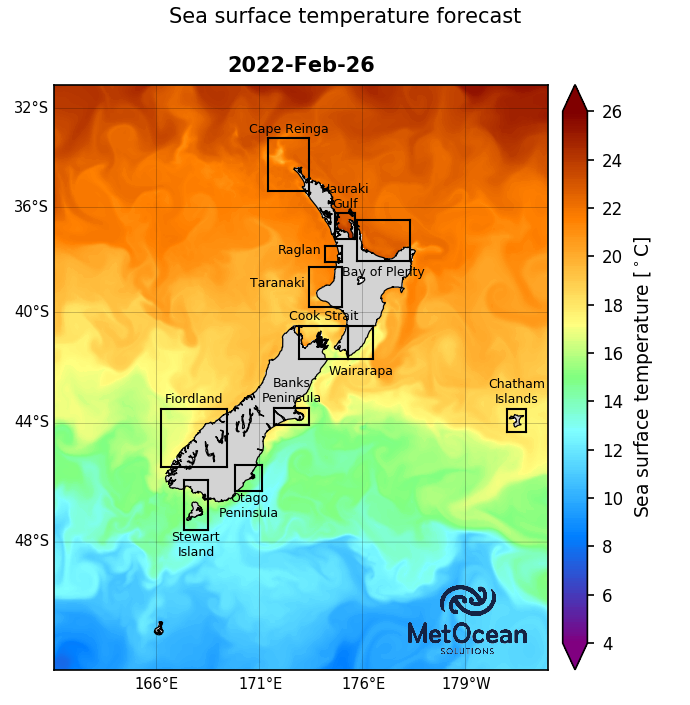 Sea surface temperature forecast
2022-Feb-26
32°S
36°S
40°S
44°S
48°S
166°E
171°E
176°E
179°W
Cape Reinga
Hauraki
Gulf
Raglan
Bay of Plenty
Taranaki
Cook Strait
Wairarapa
Banks
Peninsula
Fiordland
Chatham
Islands
Otago
Peninsula
Stewart
Island
MetOcean
SOLUTIONS
26
24
22
20
18
16
14
12
10
8
6
4
Sea surface temperature [°C]